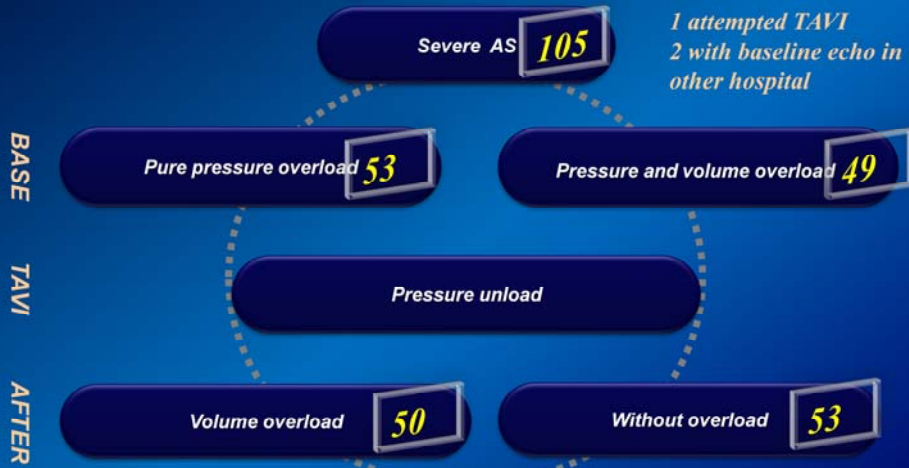 Severe AS 105
1 attempted TAVI
2 with baseline echo in
other hospital
BASE
Pure pressure overload 53
Pressure and volume overload 49
TAVI
Pressure unload
AFTER
Volume overload 50
Without overload 53